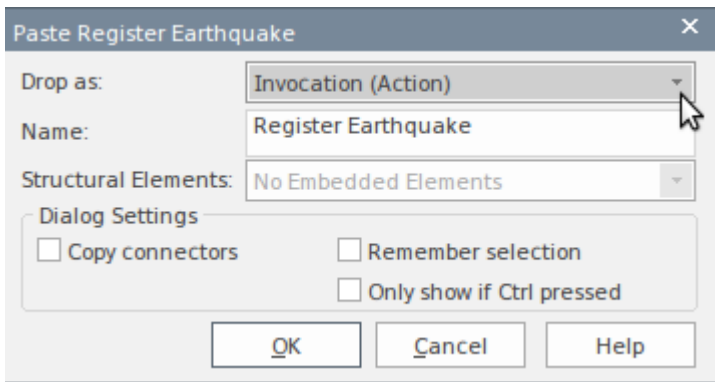 Paste Register Earthquake
Drop as: Invocation (Action)
Name: Register Earthquake
Structural Elements: No Embedded Elements
Dialog Settings
Copy connectors Remember selection
Only show if Ctrl pressed
OK Cancel Help